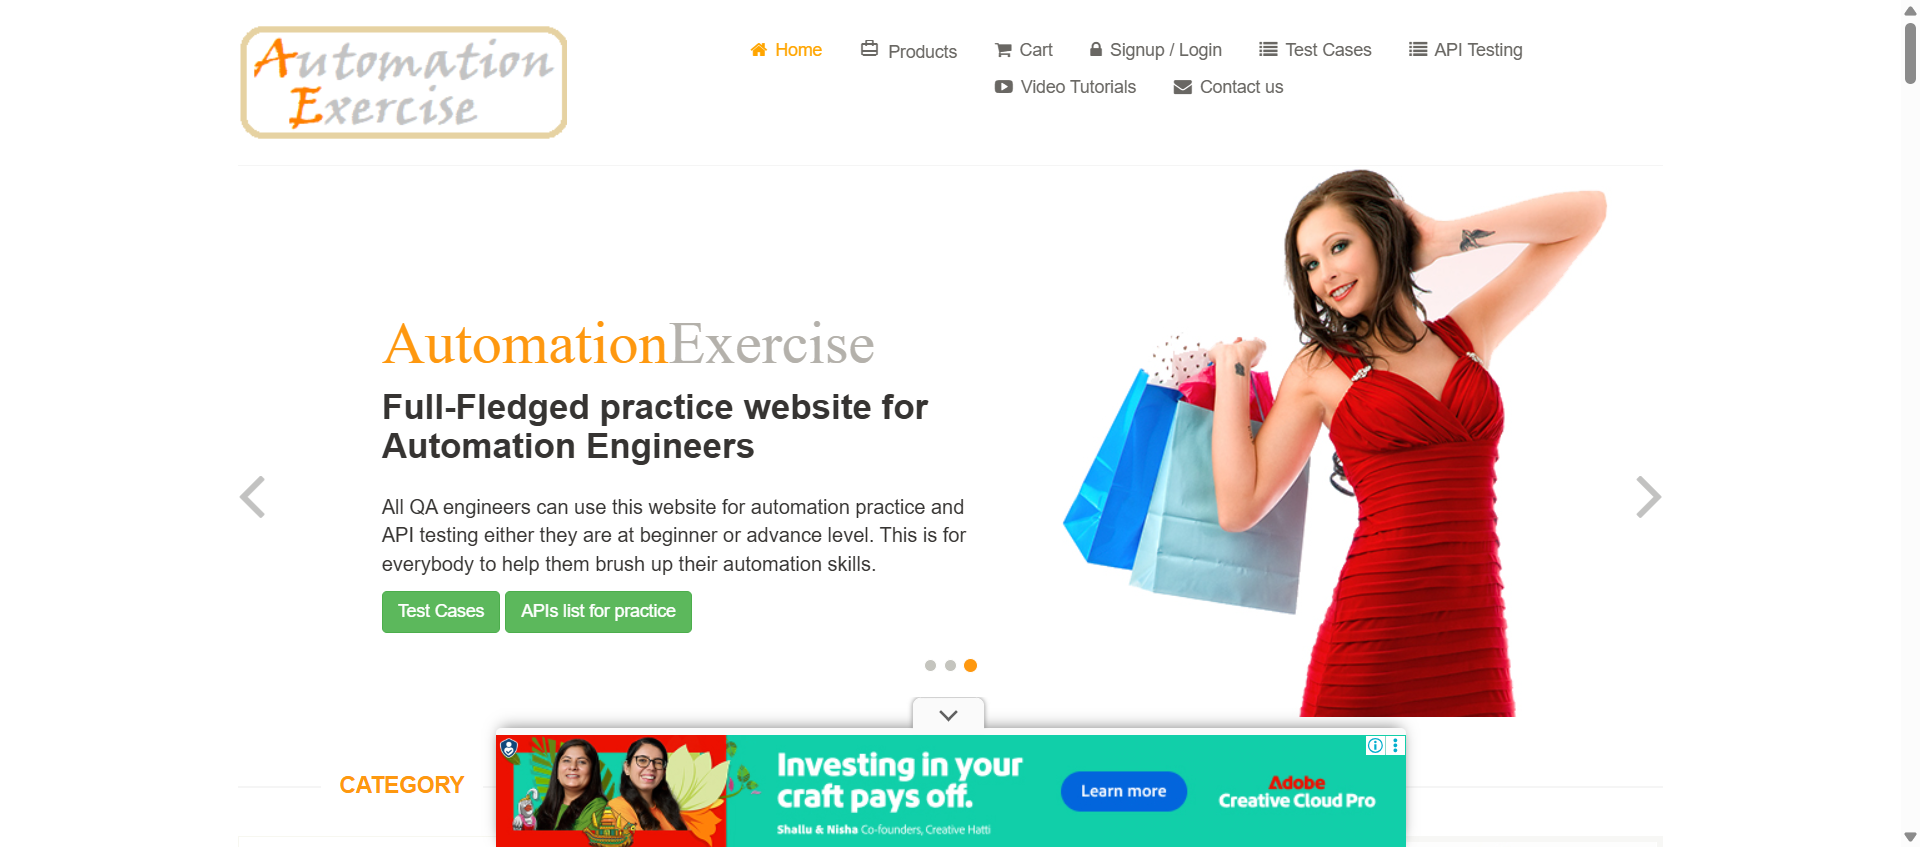 Automation
Exercise
Home
Products
Cart
Signup / Login
Test Cases
API Testing
Video Tutorials
Contact us
AutomationExercise
Full-Fledged practice website for
Automation Engineers
All QA engineers can use this website for automation practice and
API testing either they are at beginner or advance level. This is for
everybody to help them brush up their automation skills.
Test Cases
APIs list for practice
CATEGORY
Investing in your
craft pays off.
Shallu & Nisha Co-founders, Creative Hatti
Learn more
Adobe
Creative Cloud Pro